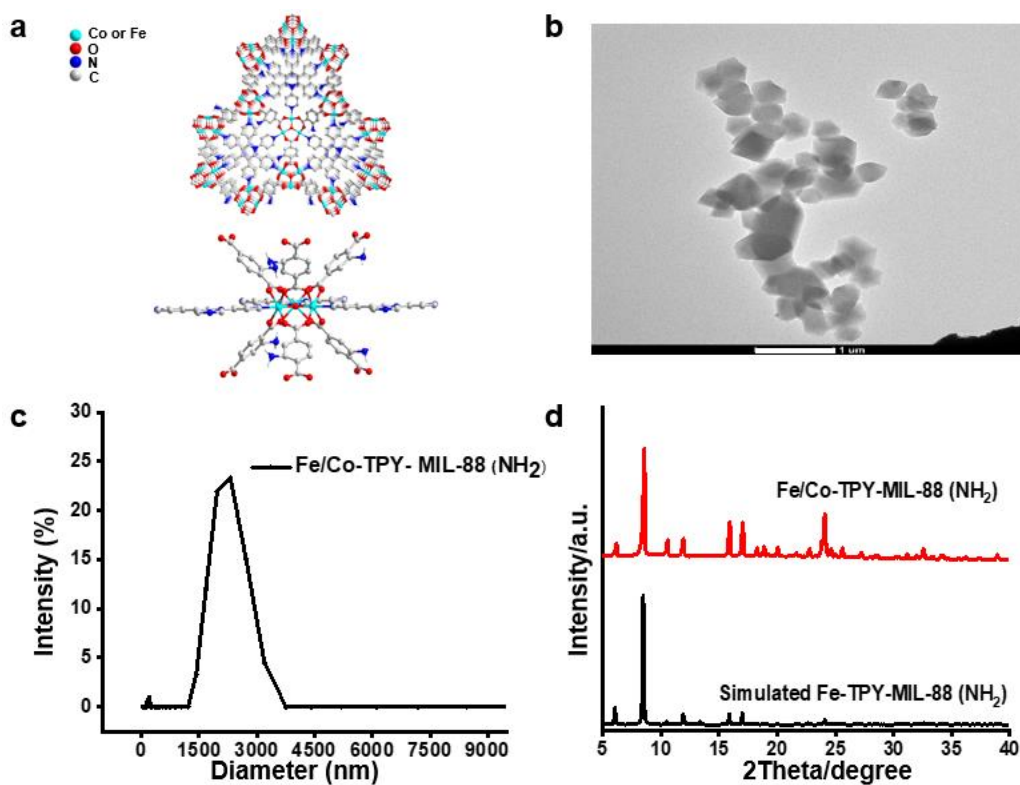 a
Co or Fe
O
N
C
b
1 um
c
30
25
20
15
10
5
0
Intensity (%)
Fe/Co-TPY- MIL-88 (NH₂)
0 1500 3000 4500 6000 7500 9000
Diameter (nm)
d
Intensity/a.u.
Fe/Co-TPY-MIL-88 (NH₂)
Simulated Fe-TPY-MIL-88 (NH₂)
5 10 15 20 25 30 35 40
2Theta/degree